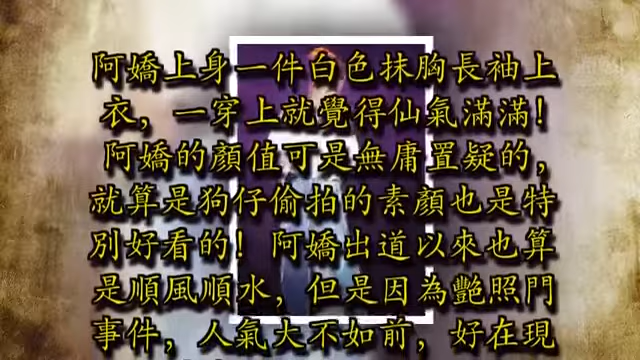 阿嬌上身一件白色抹胸長袖上
衣，一穿上就覺得仙氣滿滿！
阿嬌的顏值可是無庸置疑的，
就算是狗仔偷拍的素顏也是特
別好看的！阿嬌出道以來也算
是順風順水，但是因為艷照門
事件，人氣大不如前，好在現